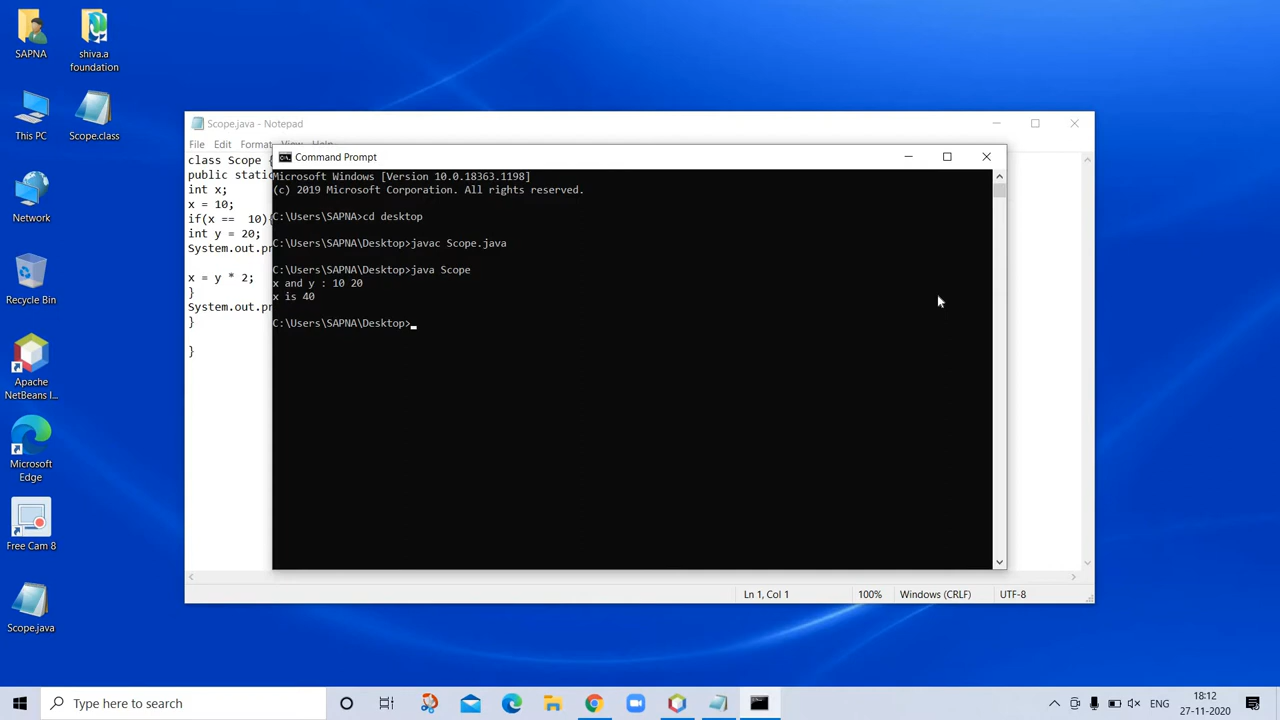 SAPNA
shiva.a
foundation
This PC
Scope.class
Network
Recycle Bin
Apache
NetBeans I...
Microsoft
Edge
Free Cam 8
Scope.java
Scope.java - Notepad
File Edit Format View Help
class Scope {
public static
int x;
x = 10;
if(x == 10){
int y = 20;
System.out.pr
x = y * 2;
}
System.out.pr
}
}
Command Prompt
Microsoft Windows [Version 10.0.18363.1198]
(c) 2019 Microsoft Corporation. All rights reserved.
C:\Users\SAPNA>cd desktop
C:\Users\SAPNA\Desktop>javac Scope.java
C:\Users\SAPNA\Desktop>java Scope
x and y : 10 20
x is 40
C:\Users\SAPNA\Desktop>
Ln 1, Col 1 100% Windows (CRLF) UTF-8
Type here to search
ENG
18:12
27-11-2020